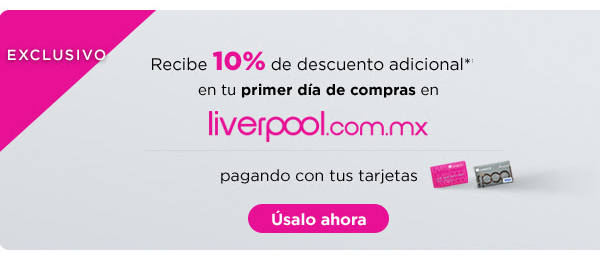 EXCLUSIVO
Recibe 10% de descuento adicional*
en tu primer día de compras en
liverpool.com.mx
pagando con tus tarjetas
Úsalo ahora